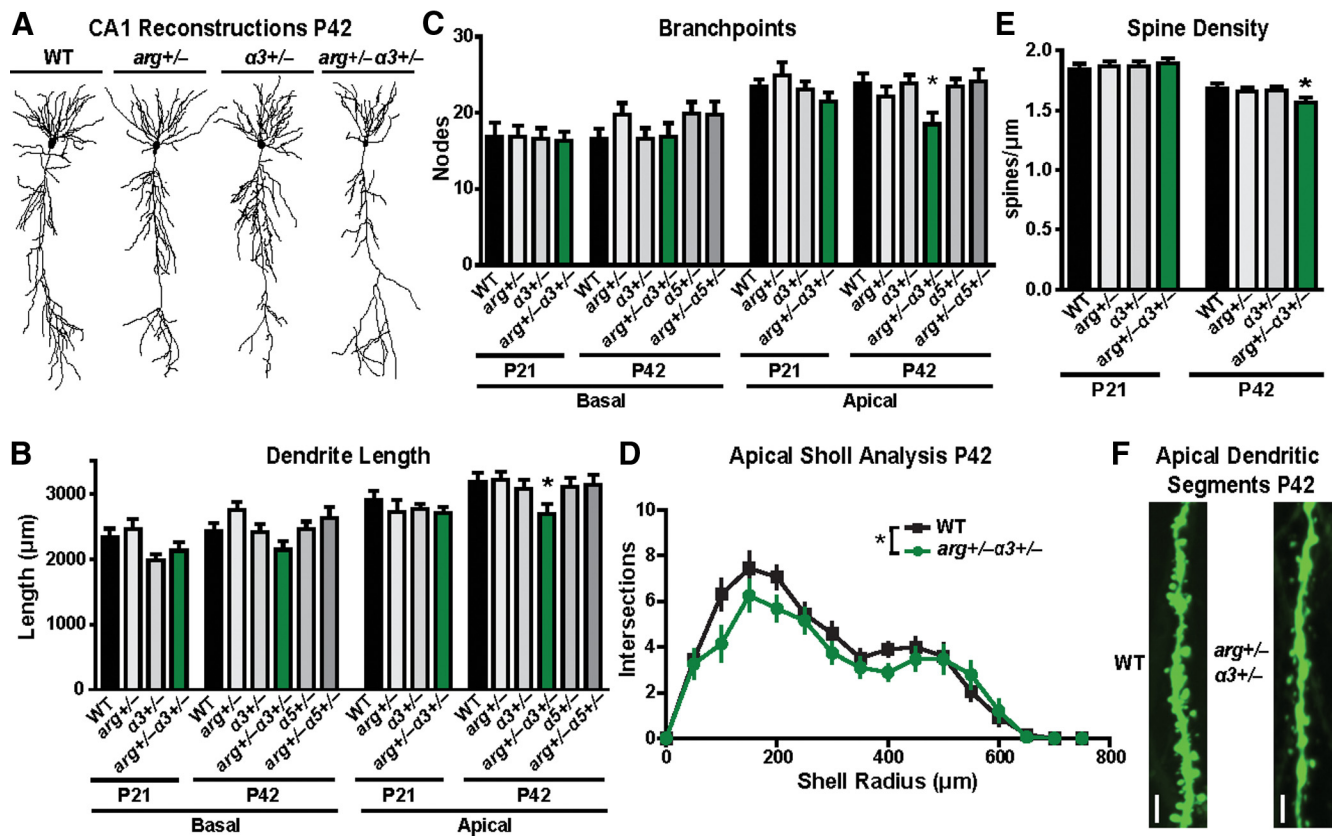 A
CA1 Reconstructions P42
WT
arg+/–
α3+/–
arg+/–α3+/–
B
Dendrite Length
Length (µm)
3000
2000
1000
0
WT
arg+/–
α3+/–
arg+/–α3+/–
WT
arg+/–
α3+/–
arg+/–α3+/–
α5+/–
arg+/–α5+/–
WT
arg+/–
α3+/–
arg+/–α3+/–
WT
arg+/–
α3+/–
arg+/–α3+/–
α5+/–
arg+/–α5+/–
*
P21
P42
P21
P42
Basal
Apical
C
Branchpoints
Nodes
30
20
10
0
*
WT
arg+/–
α3+/–
arg+/–α3+/–
WT
arg+/–
α3+/–
arg+/–α3+/–
α5+/–
arg+/–α5+/–
WT
arg+/–
α3+/–
arg+/–α3+/–
WT
arg+/–
α3+/–
arg+/–α3+/–
α5+/–
arg+/–α5+/–
P21
P42
P21
P42
Basal
Apical
D
Apical Sholl Analysis P42
Intersections
10
8
6
4
2
0
*
WT
arg+/–α3+/–
0
200
400
600
800
Shell Radius (µm)
E
Spine Density
spines/µm
2.0
1.5
1.0
0.5
0.0
*
WT
arg+/–
α3+/–
arg+/–α3+/–
WT
arg+/–
α3+/–
arg+/–α3+/–
P21
P42
F
Apical Dendritic
Segments P42
WT
arg+/–
α3+/–